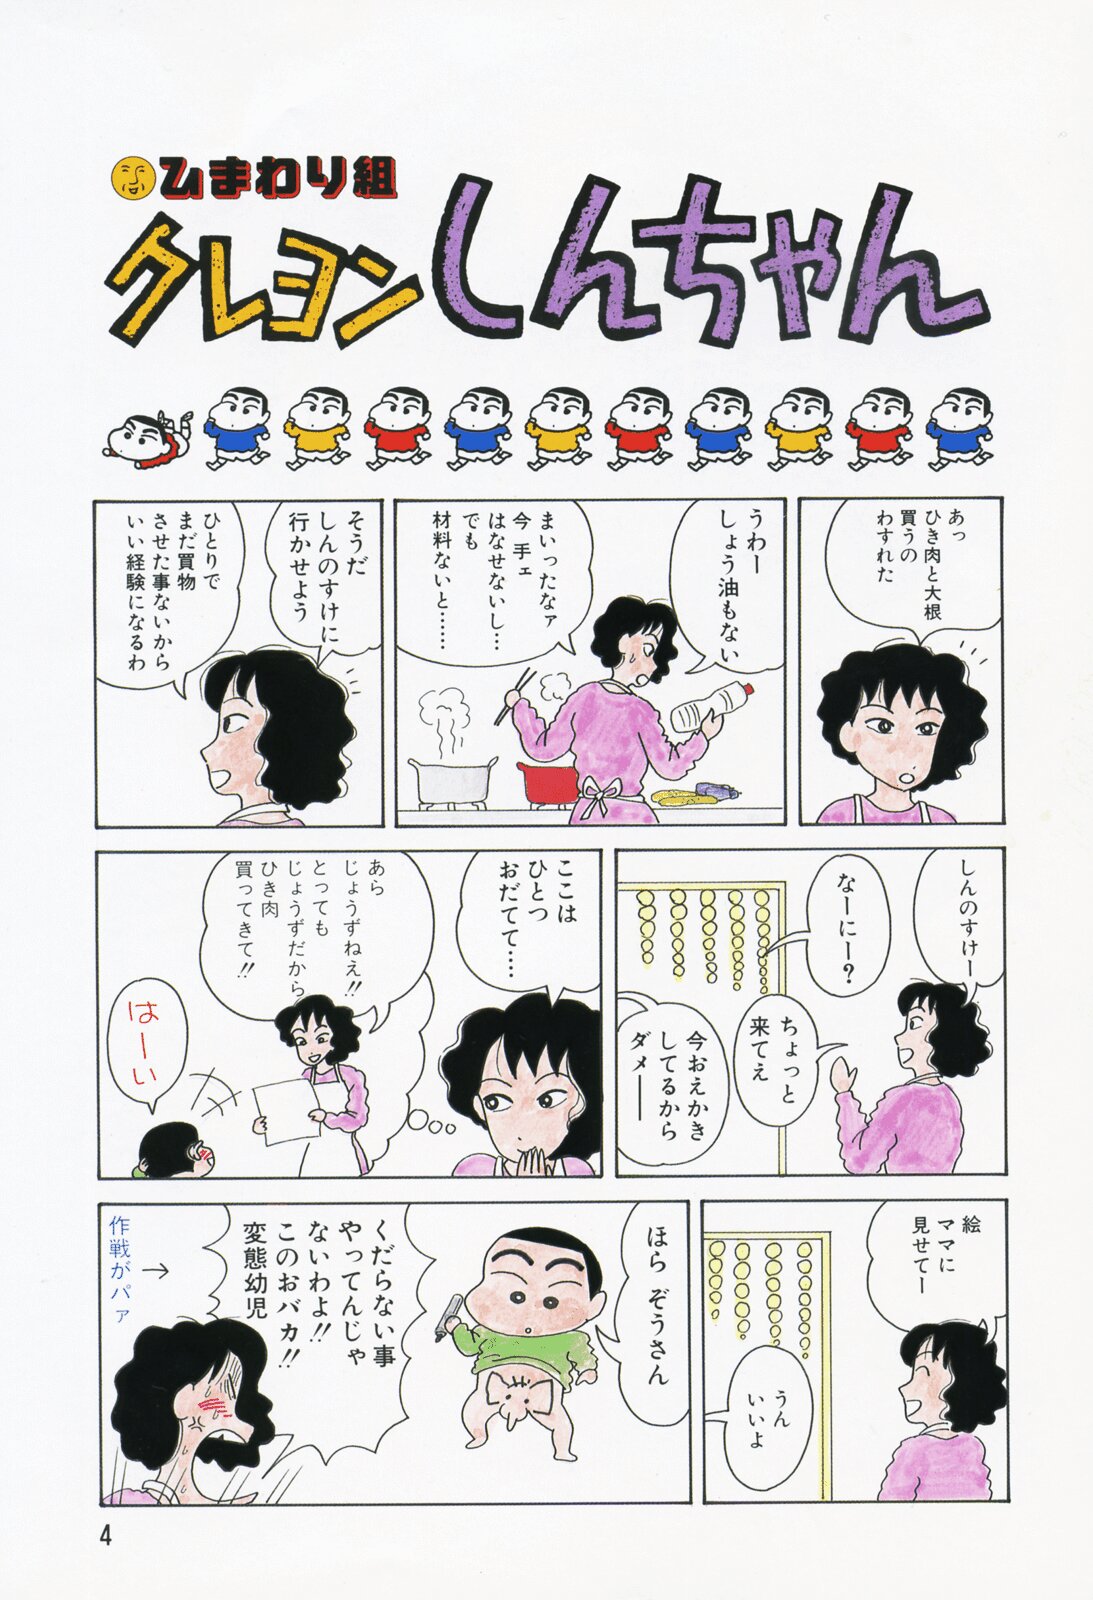 ひまわり組
クレヨンしんちゃん
あっ
ひき肉と大根
買うの
わすれた
うわー
しょう油もない
まいったなァ
今 手ェ
はなせないし…
でも
材料ないと……
そうだ
しんのすけに
行かせよう
ひとりで
まだ買物
させた事ないから
いい経験になるわ
しんのすけー
なーにー?
ちょっと
来てえ
今おえかき
してるから
ダメ――
ここは
ひとつ
おだてて……
あら
じょうずねえ!!
とっても
じょうずだから
ひき肉
買ってきて!!
はーい
絵
ママに
見せてー
うん
いいよ
ほら ぞうさん
くだらない事
やってんじゃ
ないわよ!!
このおバカ!!
変態幼児
作戦がパァ
4